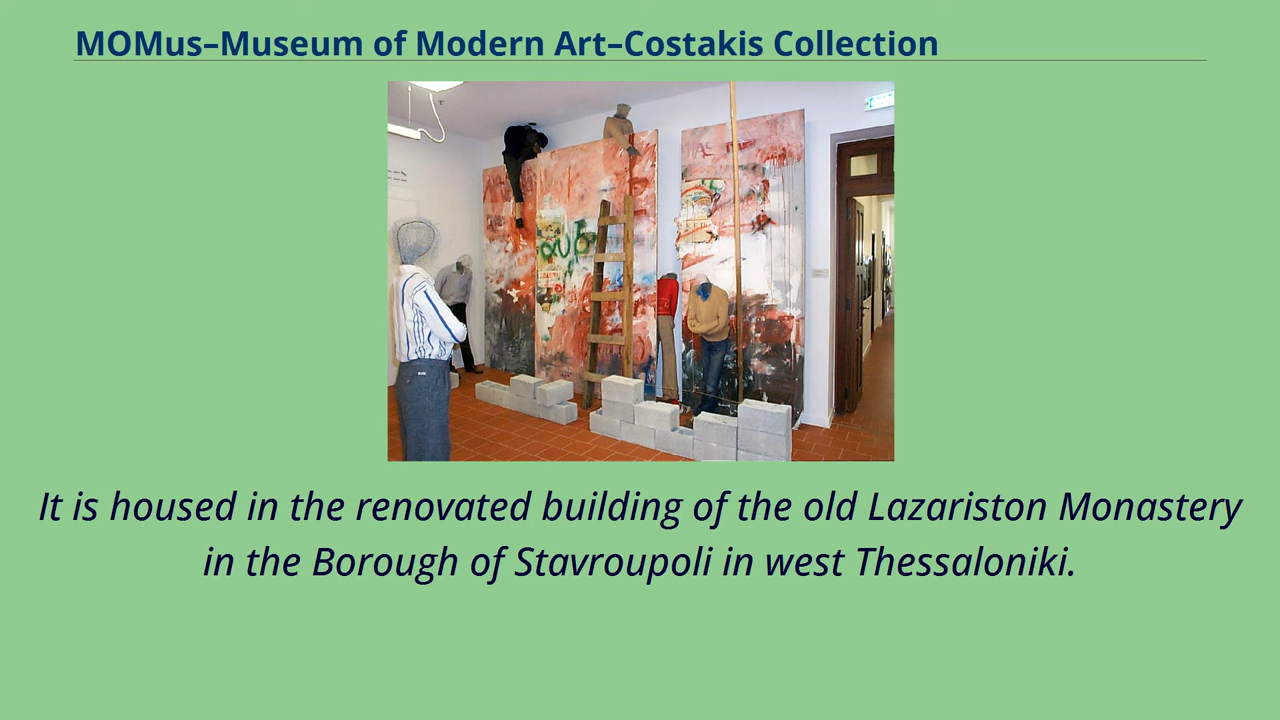 MOMus–Museum of Modern Art–Costakis Collection
It is housed in the renovated building of the old Lazariston Monastery
in the Borough of Stavroupoli in west Thessaloniki.